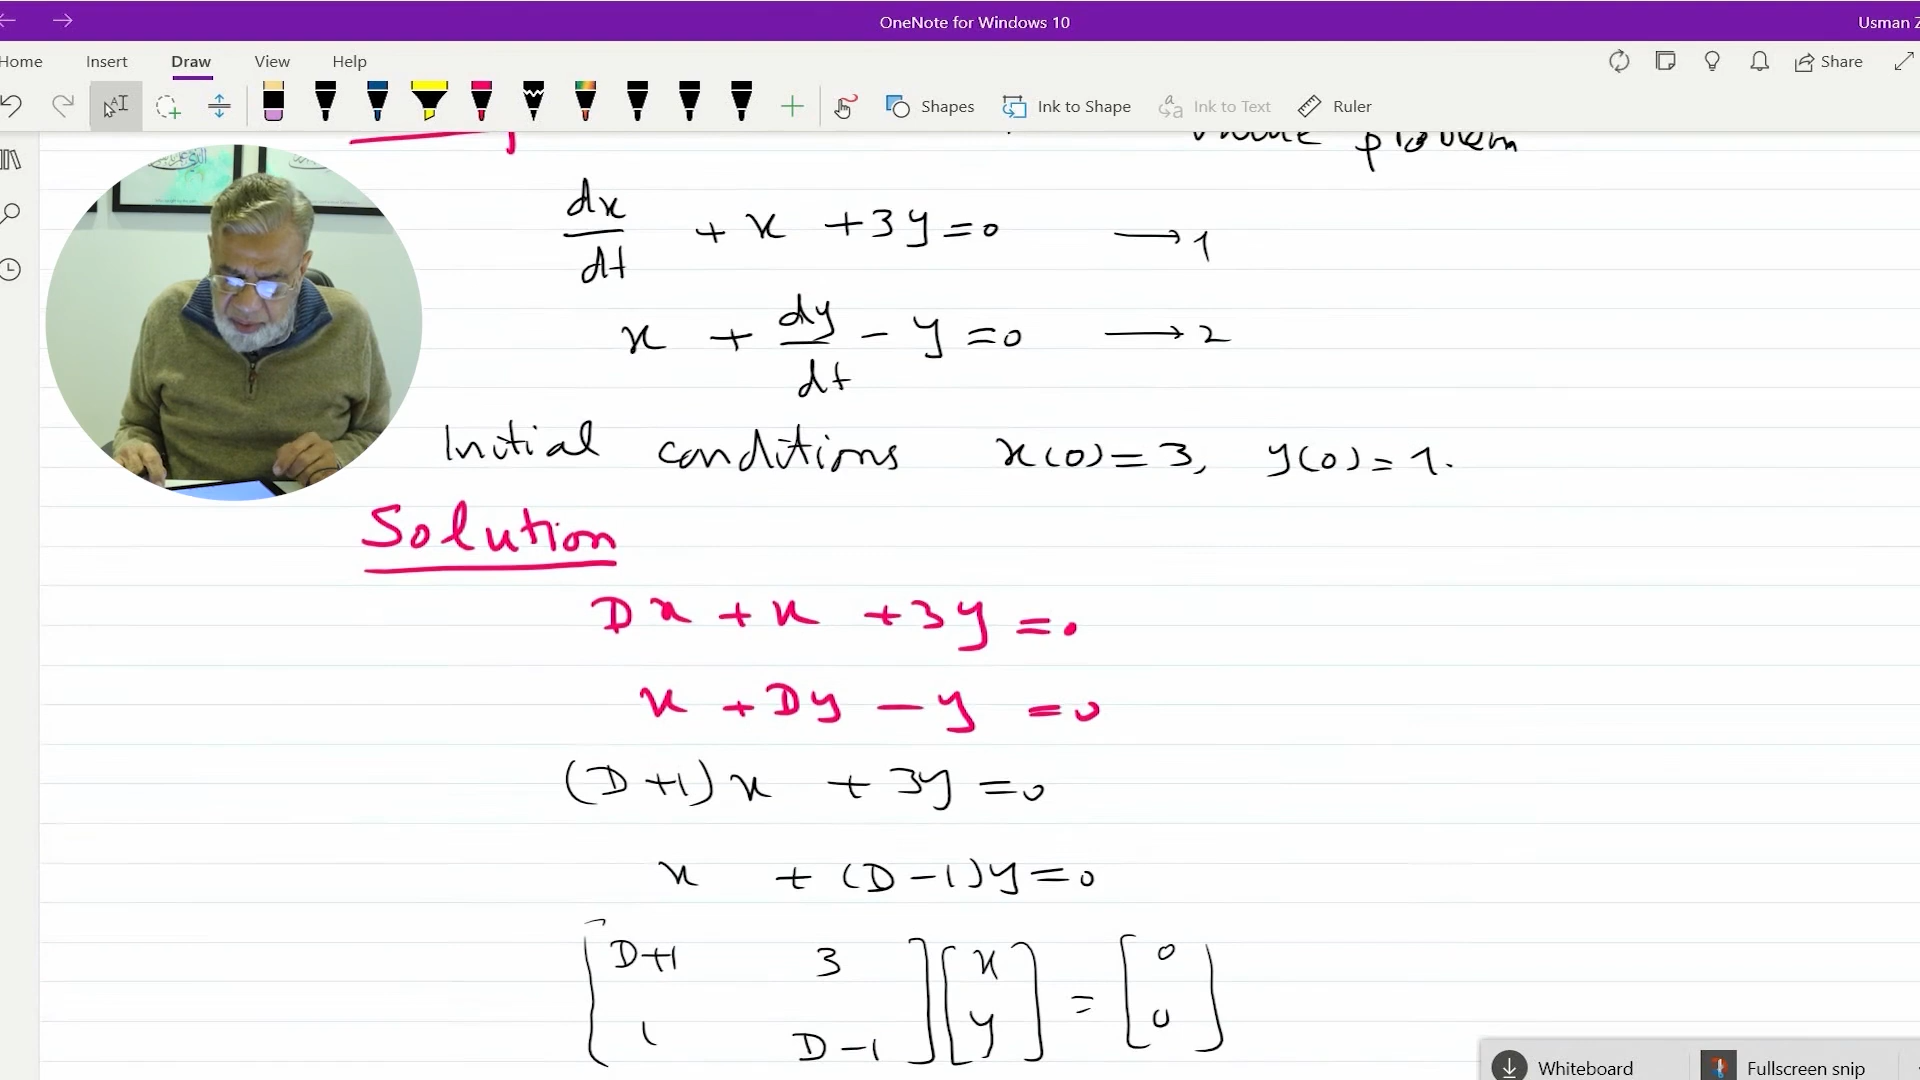 OneNote for Windows 10
Usman Z
Home Insert Draw View Help
Share
Shapes Ink to Shape Ink to Text Ruler
problem
dx/dt + x + 3y = 0 → 1
x + dy/dt - y = 0 → 2
Initial conditions x(0) = 3, y(0) = 1.
Solution
Dx + x + 3y = 0
x + Dy - y = 0
(D+1)x + 3y = 0
x + (D-1)y = 0
[D+1 3] [x] = [0]
[1 D-1] [y] [0]
Whiteboard Fullscreen snip